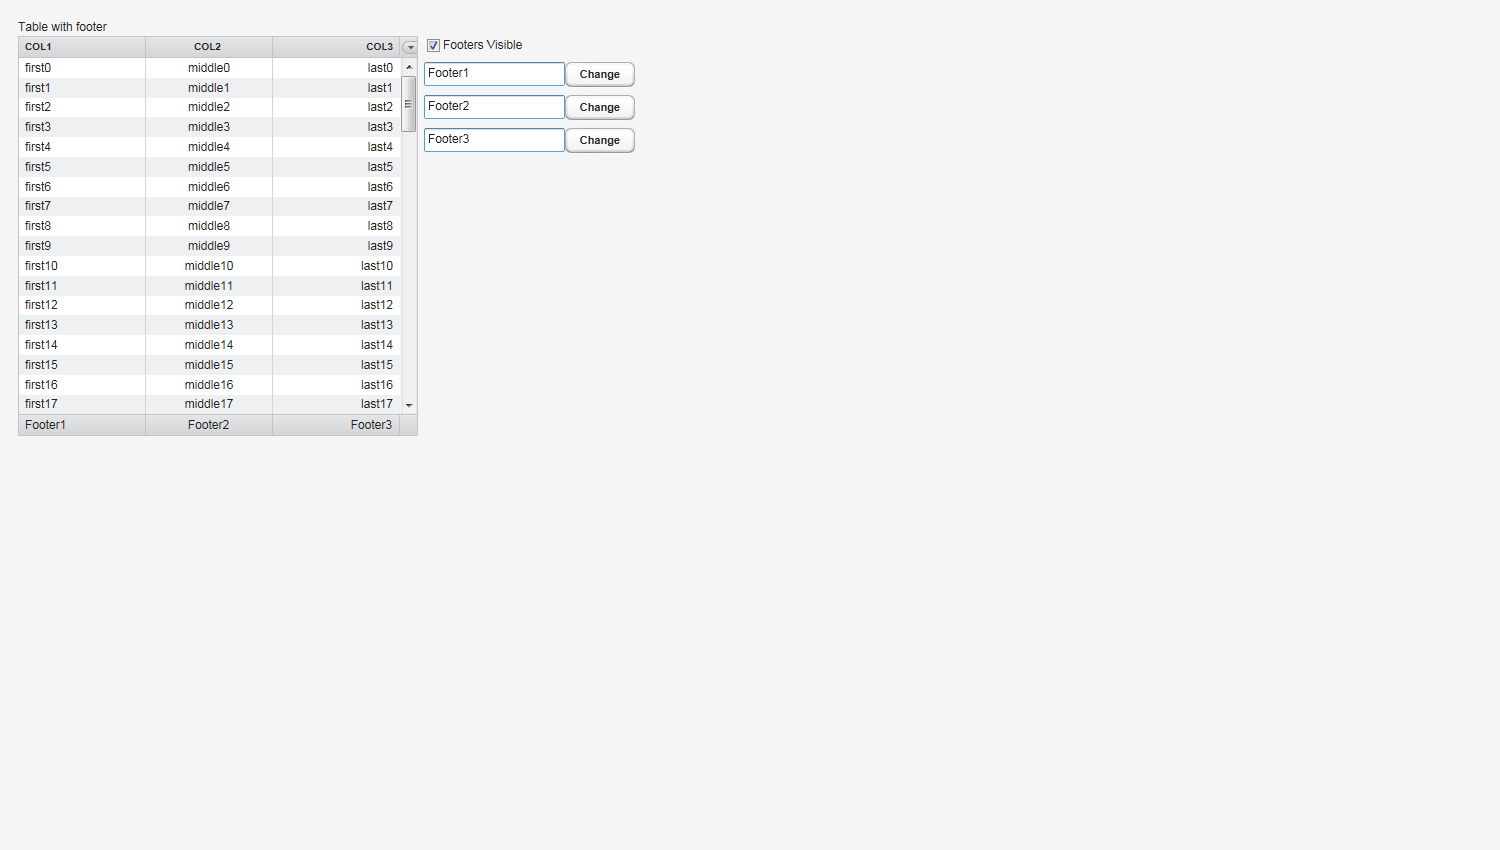 Table with footer
COL1 COL2 COL3
Footers Visible
first0 middle0 last0
Footer1 Change
first1 middle1 last1
first2 middle2 last2
Footer2 Change
first3 middle3 last3
first4 middle4 last4
Footer3 Change
first5 middle5 last5
first6 middle6 last6
first7 middle7 last7
first8 middle8 last8
first9 middle9 last9
first10 middle10 last10
first11 middle11 last11
first12 middle12 last12
first13 middle13 last13
first14 middle14 last14
first15 middle15 last15
first16 middle16 last16
first17 middle17 last17
Footer1 Footer2 Footer3